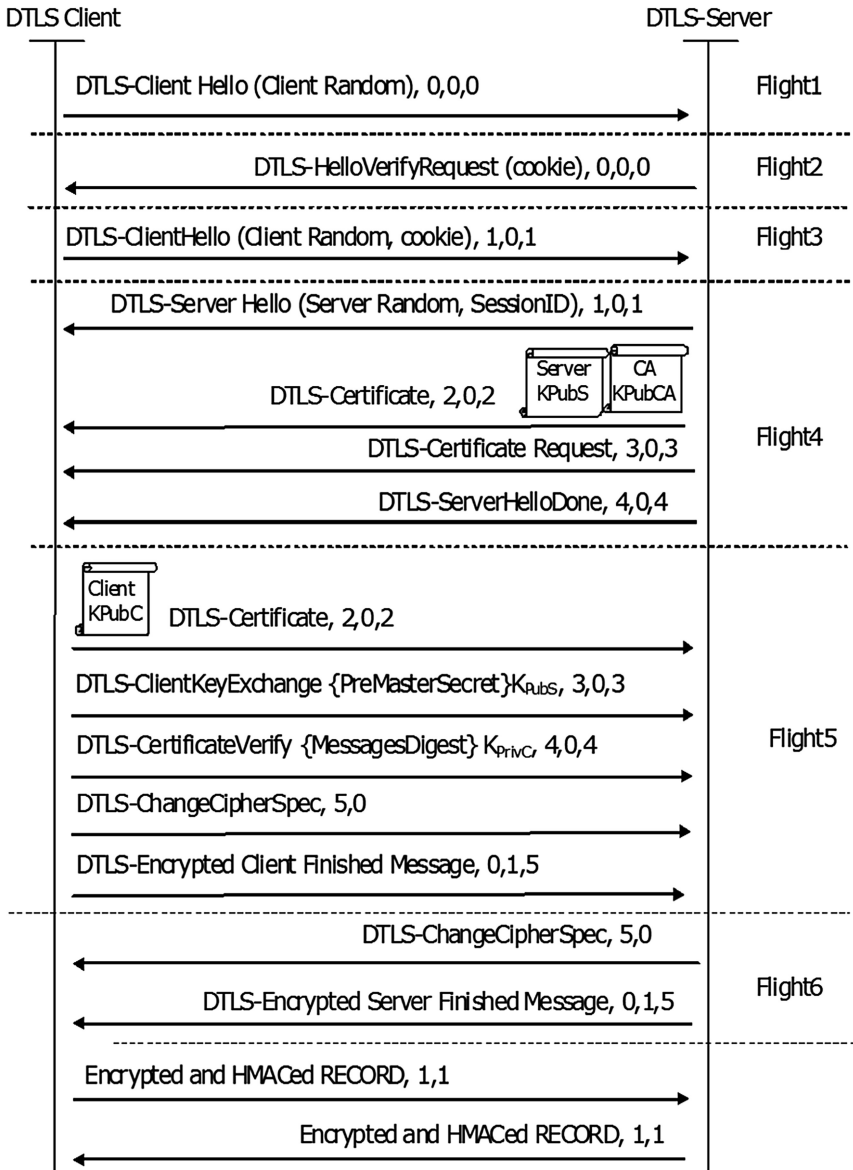 DTLS Client
DTLS-Server
DTLS-Client Hello (Client Random), 0,0,0
Flight1
DTLS-HelloVerifyRequest (cookie), 0,0,0
Flight2
DTLS-ClientHello (Client Random, cookie), 1,0,1
Flight3
DTLS-Server Hello (Server Random, SessionID), 1,0,1
Server
KPubS
CA
KPubCA
DTLS-Certificate, 2,0,2
Flight4
DTLS-Certificate Request, 3,0,3
DTLS-ServerHelloDone, 4,0,4
Client
KPubC
DTLS-Certificate, 2,0,2
DTLS-ClientKeyExchange {PreMasterSecret}KPubS, 3,0,3
DTLS-CertificateVerify {MessagesDigest} KPrivC, 4,0,4
Flight5
DTLS-ChangeCipherSpec, 5,0
DTLS-Encrypted Client Finished Message, 0,1,5
DTLS-ChangeCipherSpec, 5,0
Flight6
DTLS-Encrypted Server Finished Message, 0,1,5
Encrypted and HMACed RECORD, 1,1
Encrypted and HMACed RECORD, 1,1